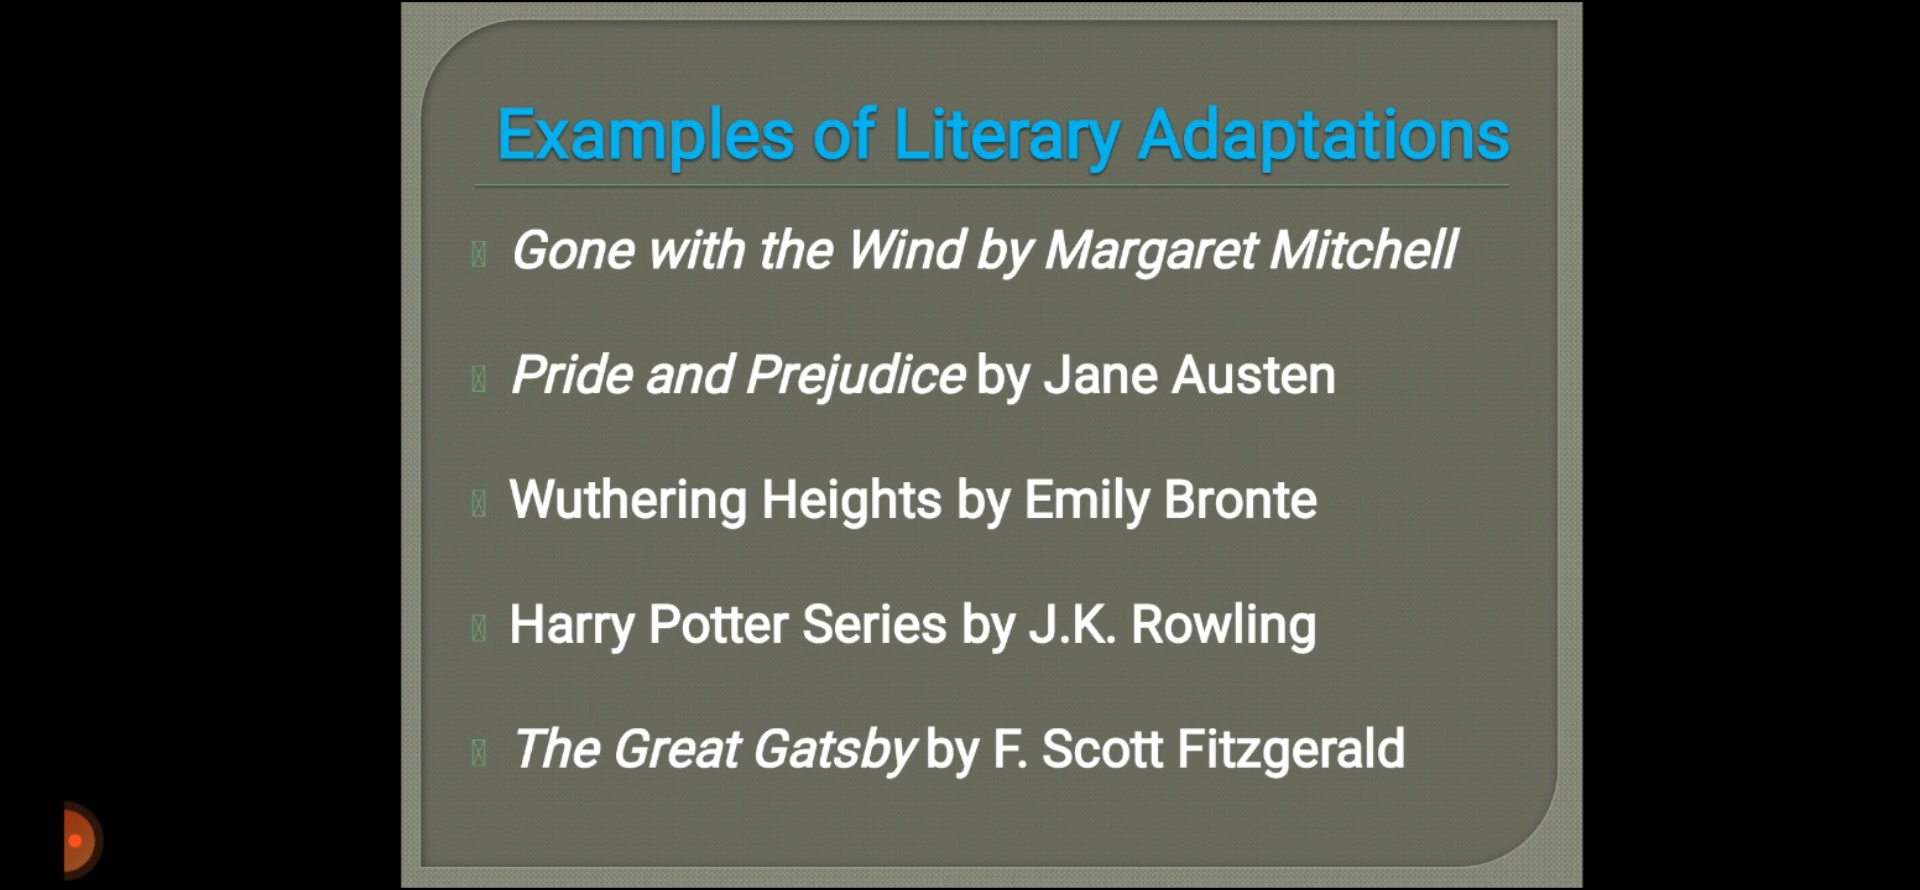 Examples of Literary Adaptations
Gone with the Wind by Margaret Mitchell
Pride and Prejudice by Jane Austen
Wuthering Heights by Emily Bronte
Harry Potter Series by J.K. Rowling
The Great Gatsby by F. Scott Fitzgerald